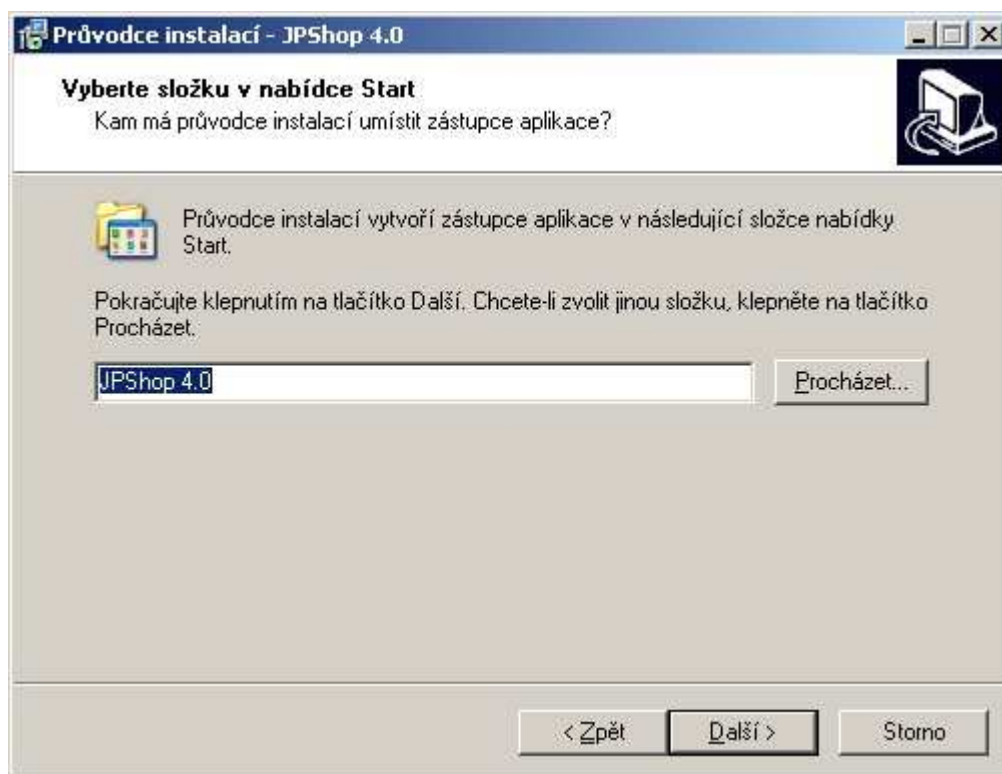 Průvodce instalací - JPShop 4.0
Vyberte složku v nabídce Start
Kam má průvodce instalací umístit zástupce aplikace?
Průvodce instalací vytvoří zástupce aplikace v následující složce nabídky
Start.
Pokračujte klepnutím na tlačítko Další. Chcete-li zvolit jinou složku, klepněte na tlačítko
Procházet.
JPShop 4.0
Procházet...
< Zpět
Další >
Storno